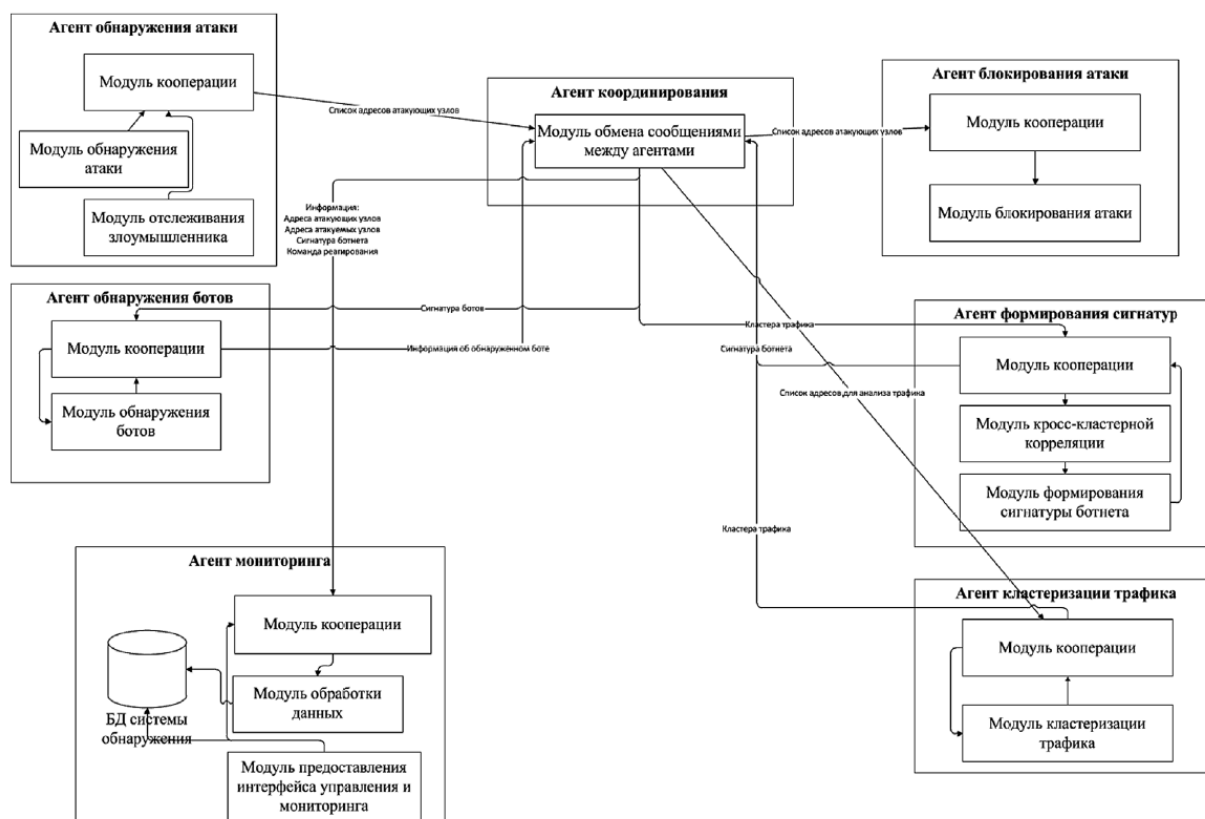 Агент обнаружения атаки
Модуль кооперации
Модуль обнаружения
атаки
Модуль отслеживания
злоумышленника
Список адресов атакующих узлов
Агент координирования
Модуль обмена сообщениями
между агентами
Список адресов атакующих узлов
Агент блокирования атаки
Модуль кооперации
Модуль блокирования атаки
Информация:
Адреса атакующих узлов
Адреса атакуемых узлов
Сигнатура ботнета
Команда реагирования
Агент обнаружения ботов
Модуль кооперации
Модуль обнаружения
ботов
Сигнатура ботов
Информация об обнаруженном боте
Кластера трафика
Сигнатура ботнета
Список адресов для анализа трафика
Агент формирования сигнатур
Модуль кооперации
Модуль кросс-кластерной
корреляции
Модуль формирования
сигнатуры ботнета
Кластера трафика
Агент мониторинга
Модуль кооперации
Модуль обработки
данных
БД системы
обнаружения
Модуль предоставления
интерфейса управления и
мониторинга
Агент кластеризации трафика
Модуль кооперации
Модуль кластеризации
трафика